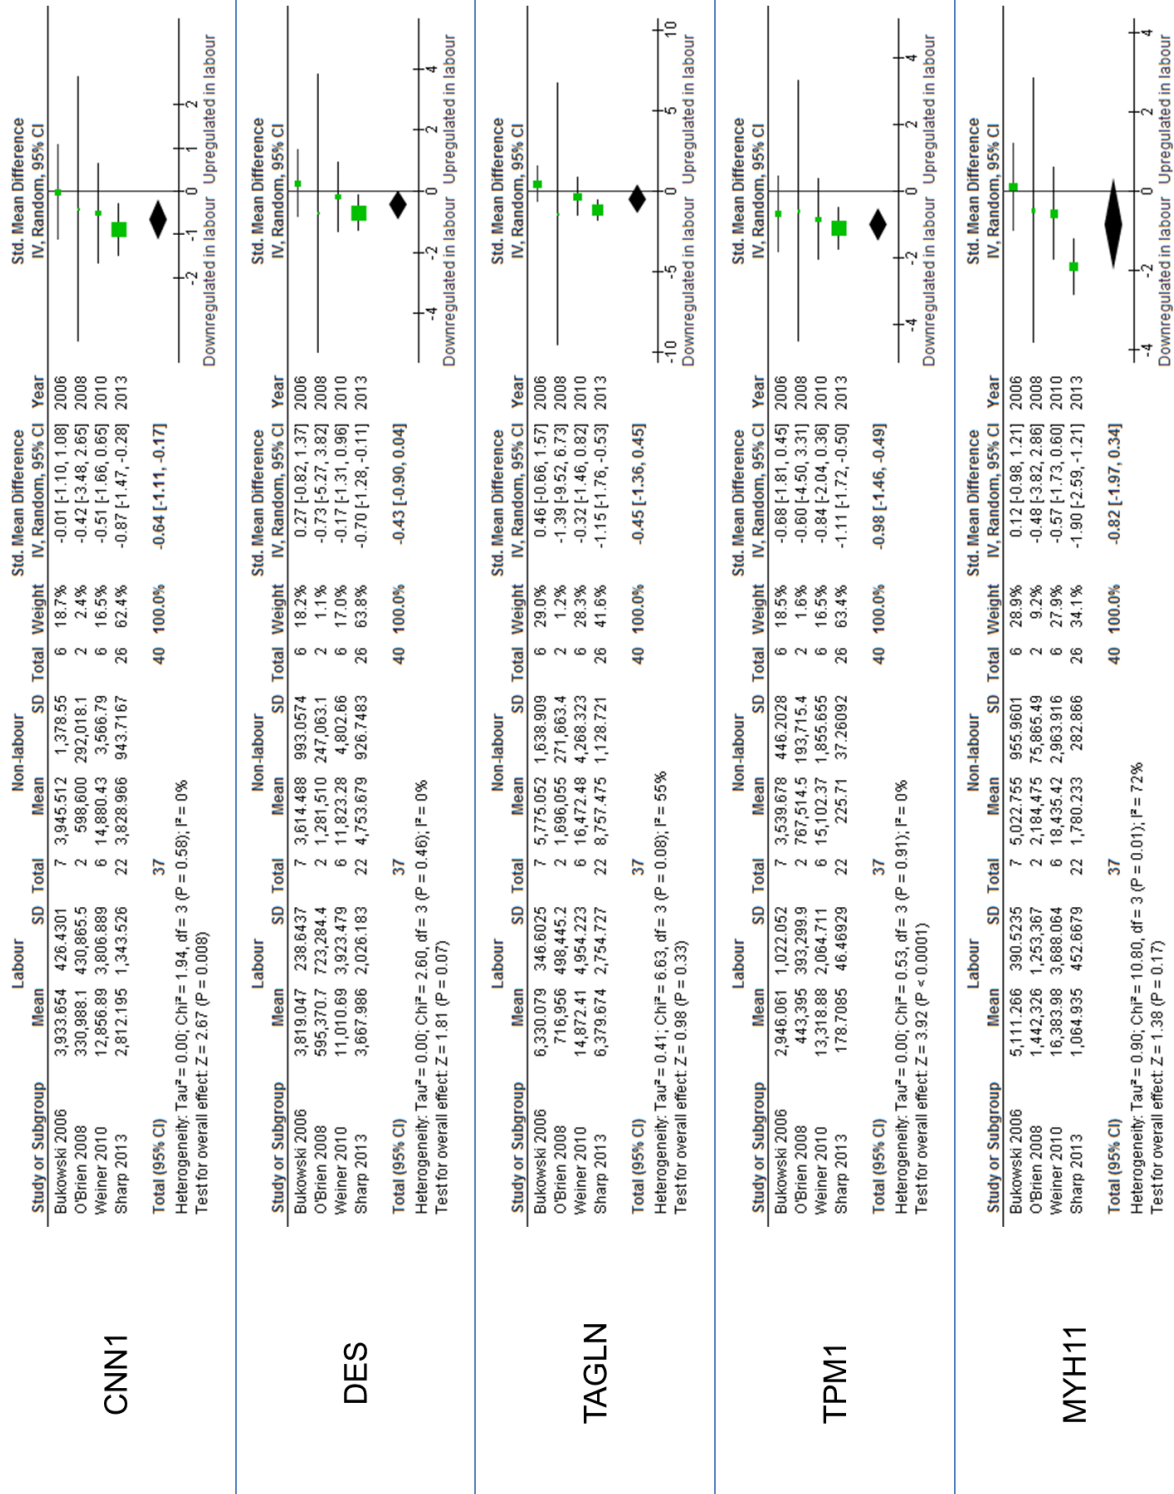 CNN1
Labour Non-labour Std. Mean Difference Std. Mean Difference
Study or Subgroup Mean SD Total Mean SD Total Weight IV, Random, 95% CI Year IV, Random, 95% CI
Bukowski 2006 3,933.654 426.4301 7 3,945.512 1,378.55 6 18.7% -0.01 [-1.10, 1.08] 2006
O'Brien 2008 330,988.1 430,865.5 2 598,600 292,018.1 2 2.4% -0.42 [-3.48, 2.65] 2008
Weiner 2010 12,856.89 3,806.889 6 14,880.43 3,566.79 6 16.5% -0.51 [-1.66, 0.65] 2010
Sharp 2013 2,812.195 1,343.526 22 3,828.966 943.7167 26 62.4% -0.87 [-1.47, -0.28] 2013
Total (95% CI) 37 40 100.0% -0.64 [-1.11, -0.17]
Heterogeneity: Tau² = 0.00; Chi² = 1.94, df = 3 (P = 0.58); I² = 0%
Test for overall effect: Z = 2.67 (P = 0.008)
-2 -1 0 1 2
Downregulated in labour Upregulated in labour
DES
Labour Non-labour Std. Mean Difference Std. Mean Difference
Study or Subgroup Mean SD Total Mean SD Total Weight IV, Random, 95% CI Year IV, Random, 95% CI
Bukowski 2006 3,819.047 238.6437 7 3,614.488 993.0574 6 18.2% 0.27 [-0.82, 1.37] 2006
O'Brien 2008 595,370.7 723,284.4 2 1,281,510 247,063.1 2 1.1% -0.73 [-5.27, 3.82] 2008
Weiner 2010 11,010.69 3,923.479 6 11,823.28 4,802.66 6 17.0% -0.17 [-1.31, 0.96] 2010
Sharp 2013 3,667.986 2,026.183 22 4,753.679 926.7483 26 63.8% -0.70 [-1.28, -0.11] 2013
Total (95% CI) 37 40 100.0% -0.43 [-0.90, 0.04]
Heterogeneity: Tau² = 0.00; Chi² = 2.60, df = 3 (P = 0.46); I² = 0%
Test for overall effect: Z = 1.81 (P = 0.07)
-4 -2 0 2 4
Downregulated in labour Upregulated in labour
TAGLN
Labour Non-labour Std. Mean Difference Std. Mean Difference
Study or Subgroup Mean SD Total Mean SD Total Weight IV, Random, 95% CI Year IV, Random, 95% CI
Bukowski 2006 6,330.079 346.6025 7 5,775.052 1,638.909 6 29.0% 0.46 [-0.66, 1.57] 2006
O'Brien 2008 716,956 498,445.2 2 1,696,055 271,663.4 2 1.2% -1.39 [-9.52, 6.73] 2008
Weiner 2010 14,872.41 4,954.223 6 16,472.48 4,268.323 6 28.3% -0.32 [-1.46, 0.82] 2010
Sharp 2013 6,379.674 2,754.727 22 8,757.475 1,128.721 26 41.6% -1.15 [-1.76, -0.53] 2013
Total (95% CI) 37 40 100.0% -0.45 [-1.36, 0.45]
Heterogeneity: Tau² = 0.41; Chi² = 6.63, df = 3 (P = 0.08); I² = 55%
Test for overall effect: Z = 0.98 (P = 0.33)
-10 -5 0 5 10
Downregulated in labour Upregulated in labour
TPM1
Labour Non-labour Std. Mean Difference Std. Mean Difference
Study or Subgroup Mean SD Total Mean SD Total Weight IV, Random, 95% CI Year IV, Random, 95% CI
Bukowski 2006 2,946.061 1,022.052 7 3,539.678 446.2028 6 18.5% -0.68 [-1.81, 0.45] 2006
O'Brien 2008 443,395 393,299.9 2 767,514.5 193,715.4 2 1.6% -0.60 [-4.50, 3.31] 2008
Weiner 2010 13,318.88 2,064.711 6 15,102.37 1,855.655 6 16.5% -0.84 [-2.04, 0.36] 2010
Sharp 2013 178.7085 46.46929 22 225.71 37.26092 26 63.4% -1.11 [-1.72, -0.50] 2013
Total (95% CI) 37 40 100.0% -0.98 [-1.46, -0.49]
Heterogeneity: Tau² = 0.00; Chi² = 0.53, df = 3 (P = 0.91); I² = 0%
Test for overall effect: Z = 3.92 (P < 0.0001)
-4 -2 0 2 4
Downregulated in labour Upregulated in labour
MYH11
Labour Non-labour Std. Mean Difference Std. Mean Difference
Study or Subgroup Mean SD Total Mean SD Total Weight IV, Random, 95% CI Year IV, Random, 95% CI
Bukowski 2006 5,111.266 390.5235 7 5,022.755 955.9601 6 28.9% 0.12 [-0.98, 1.21] 2006
O'Brien 2008 1,442,326 1,253,367 2 2,184,475 75,865.49 2 9.2% -0.48 [-3.82, 2.86] 2008
Weiner 2010 16,383.98 3,688.064 6 18,435.42 2,963.916 6 27.9% -0.57 [-1.73, 0.60] 2010
Sharp 2013 1,064.935 452.6679 22 1,780.233 282.866 26 34.1% -1.90 [-2.59, -1.21] 2013
Total (95% CI) 37 40 100.0% -0.82 [-1.97, 0.34]
Heterogeneity: Tau² = 0.90; Chi² = 10.80, df = 3 (P = 0.01); I² = 72%
Test for overall effect: Z = 1.38 (P = 0.17)
-4 -2 0 2 4
Downregulated in labour Upregulated in labour